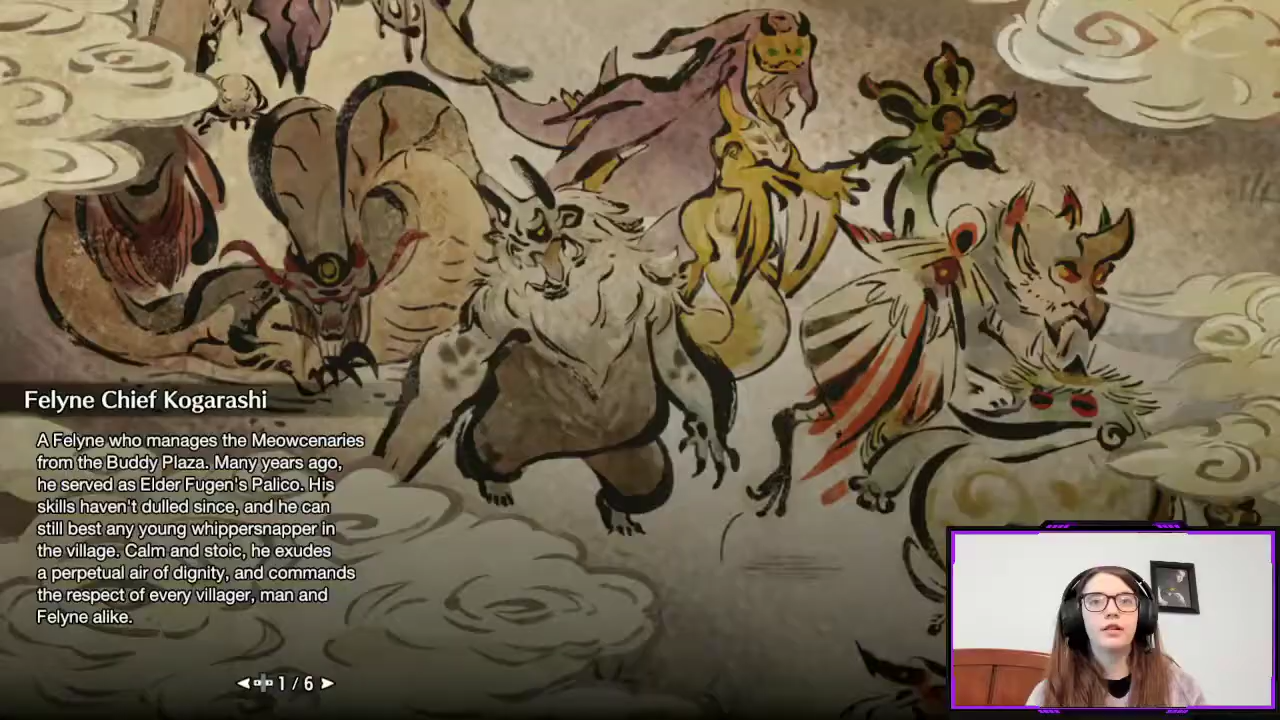 Felyne Chief Kogarashi
A Felyne who manages the Meowcenaries
from the Buddy Plaza. Many years ago,
he served as Elder Fugen's Palico. His
skills haven't dulled since, and he can
still best any young whippersnapper in
the village. Calm and stoic, he exudes
a perpetual air of dignity, and commands
the respect of every villager, man and
Felyne alike.
1 / 6